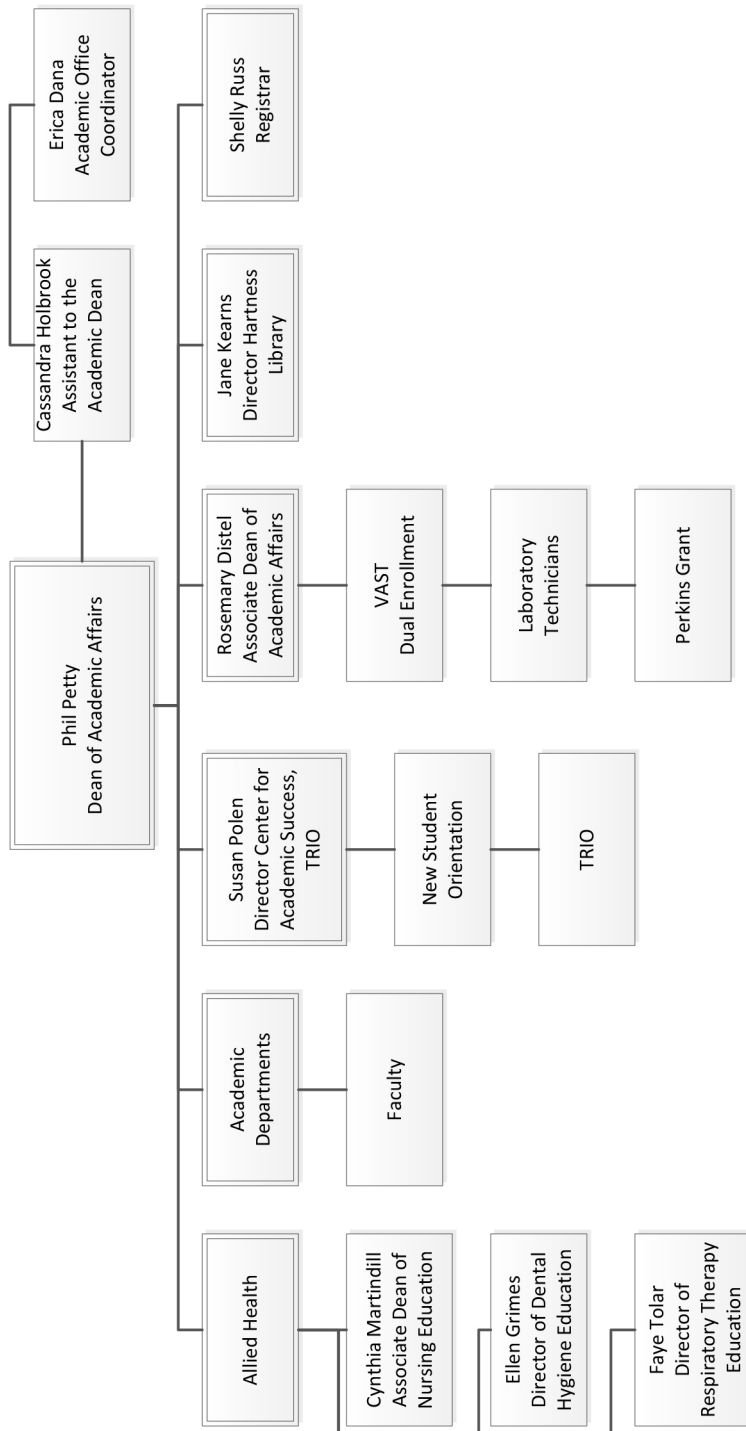 Phil Petty
Dean of Academic Affairs
Cassandra Holbrook
Assistant to the
Academic Dean
Erica Dana
Academic Office
Coordinator
Allied Health
Academic
Departments
Susan Polen
Director Center for
Academic Success,
TRIO
Rosemary Distel
Associate Dean of
Academic Affairs
Jane Kearns
Director Hartness
Library
Shelly Russ
Registrar
Cynthia Martindill
Associate Dean of
Nursing Education
Faculty
New Student
Orientation
VAST
Dual Enrollment
Ellen Grimes
Director of Dental
Hygiene Education
TRIO
Laboratory
Technicians
Faye Tolar
Director of
Respiratory Therapy
Education
Perkins Grant